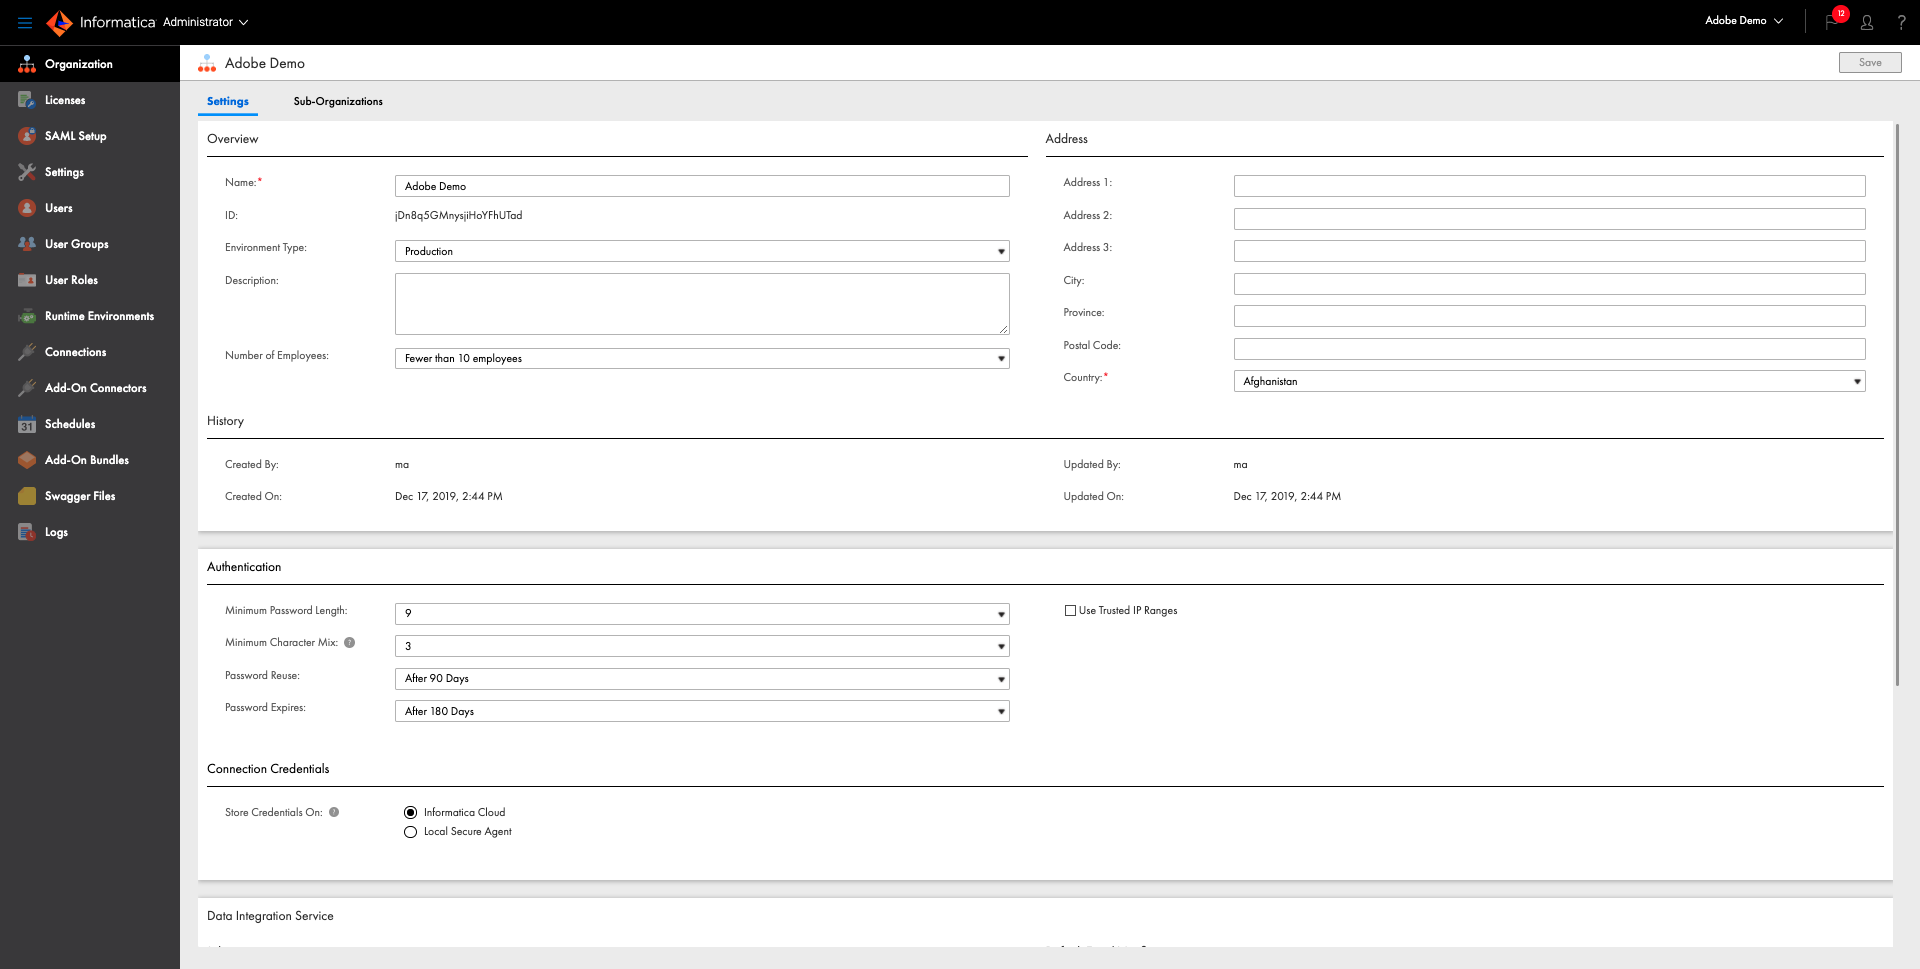 Informatica Administrator
Adobe Demo
12
?
Organization
Licenses
SAML Setup
Settings
Users
User Groups
User Roles
Runtime Environments
Connections
Add-On Connectors
31
Schedules
Add-On Bundles
Swagger Files
Logs
Adobe Demo
Save
Settings
Sub-Organizations
Overview
Name:*
Adobe Demo
ID:
jDn8q5GMnysjiHoYFhUTad
Environment Type:
Production
Description:
Number of Employees:
Fewer than 10 employees
Address
Address 1:
Address 2:
Address 3:
City:
Province:
Postal Code:
Country:*
Afghanistan
History
Created By:
ma
Updated By:
ma
Created On:
Dec 17, 2019, 2:44 PM
Updated On:
Dec 17, 2019, 2:44 PM
Authentication
Minimum Password Length:
9
Use Trusted IP Ranges
Minimum Character Mix: ?
3
Password Reuse:
After 90 Days
Password Expires:
After 180 Days
Connection Credentials
Store Credentials On: ?
Informatica Cloud
Local Secure Agent
Data Integration Service